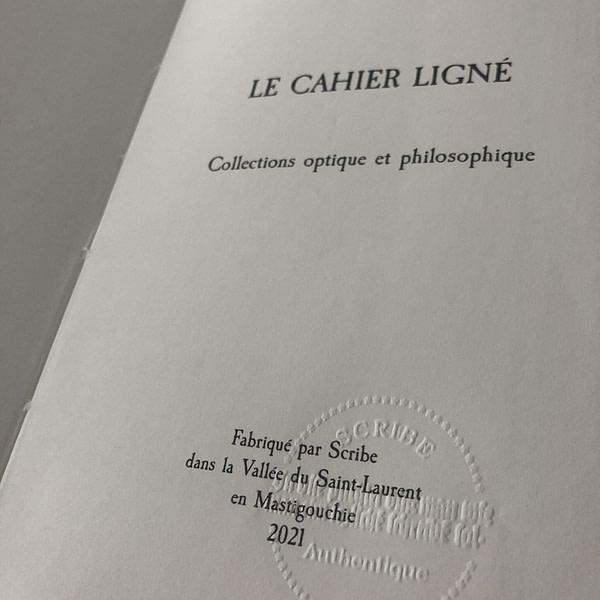 LE CAHIER LIGNÉ
Collections optique et philosophique
Fabriqué par Scribe
dans la Vallée du Saint-Laurent
en Mastigouchie
2021
SCRIBE
Authentique